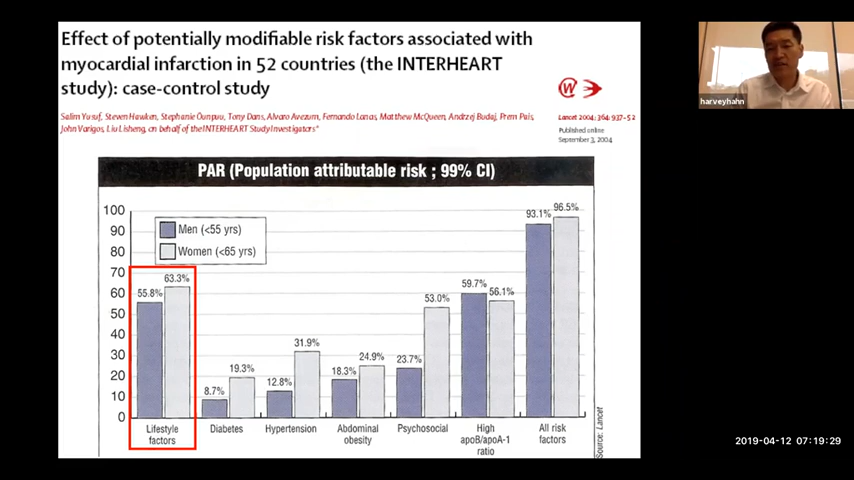 Effect of potentially modifiable risk factors associated with
myocardial infarction in 52 countries (the INTERHEART
study): case-control study
Salim Yusuf, Steven Hawken, Stephanie Ôunpuu, Tony Dans, Alvaro Avezum, Fernando Lanas, Matthew McQueen, Andrzej Budaj, Prem Pais,
John Varigos, Liu Lisheng, on behalf of the INTERHEART Study Investigators*
Lancet 2004; 364: 937–52
Published online
September 3, 2004
harveyhahn
PAR (Population attributable risk ; 99% CI)
Men (<55 yrs)
Women (<65 yrs)
100
90
80
70
60
50
40
30
20
10
0
55.8%
63.3%
8.7%
19.3%
12.8%
31.9%
18.3%
24.9%
23.7%
53.0%
59.7%
56.1%
93.1%
96.5%
Lifestyle
factors
Diabetes
Hypertension
Abdominal
obesity
Psychosocial
High
apoB/apoA-1
ratio
All risk
factors
Source: Lancet
2019-04-12 07:19:29